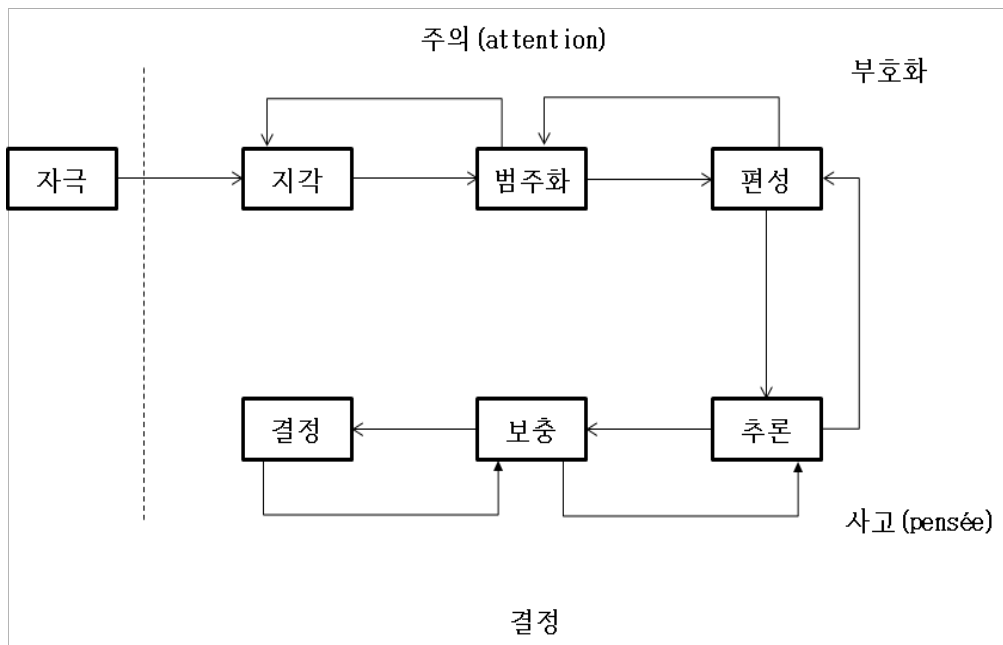 주의(attention)
부호화
자극
지각
범주화
편성
결정
보충
추론
사고(pensée)
결정